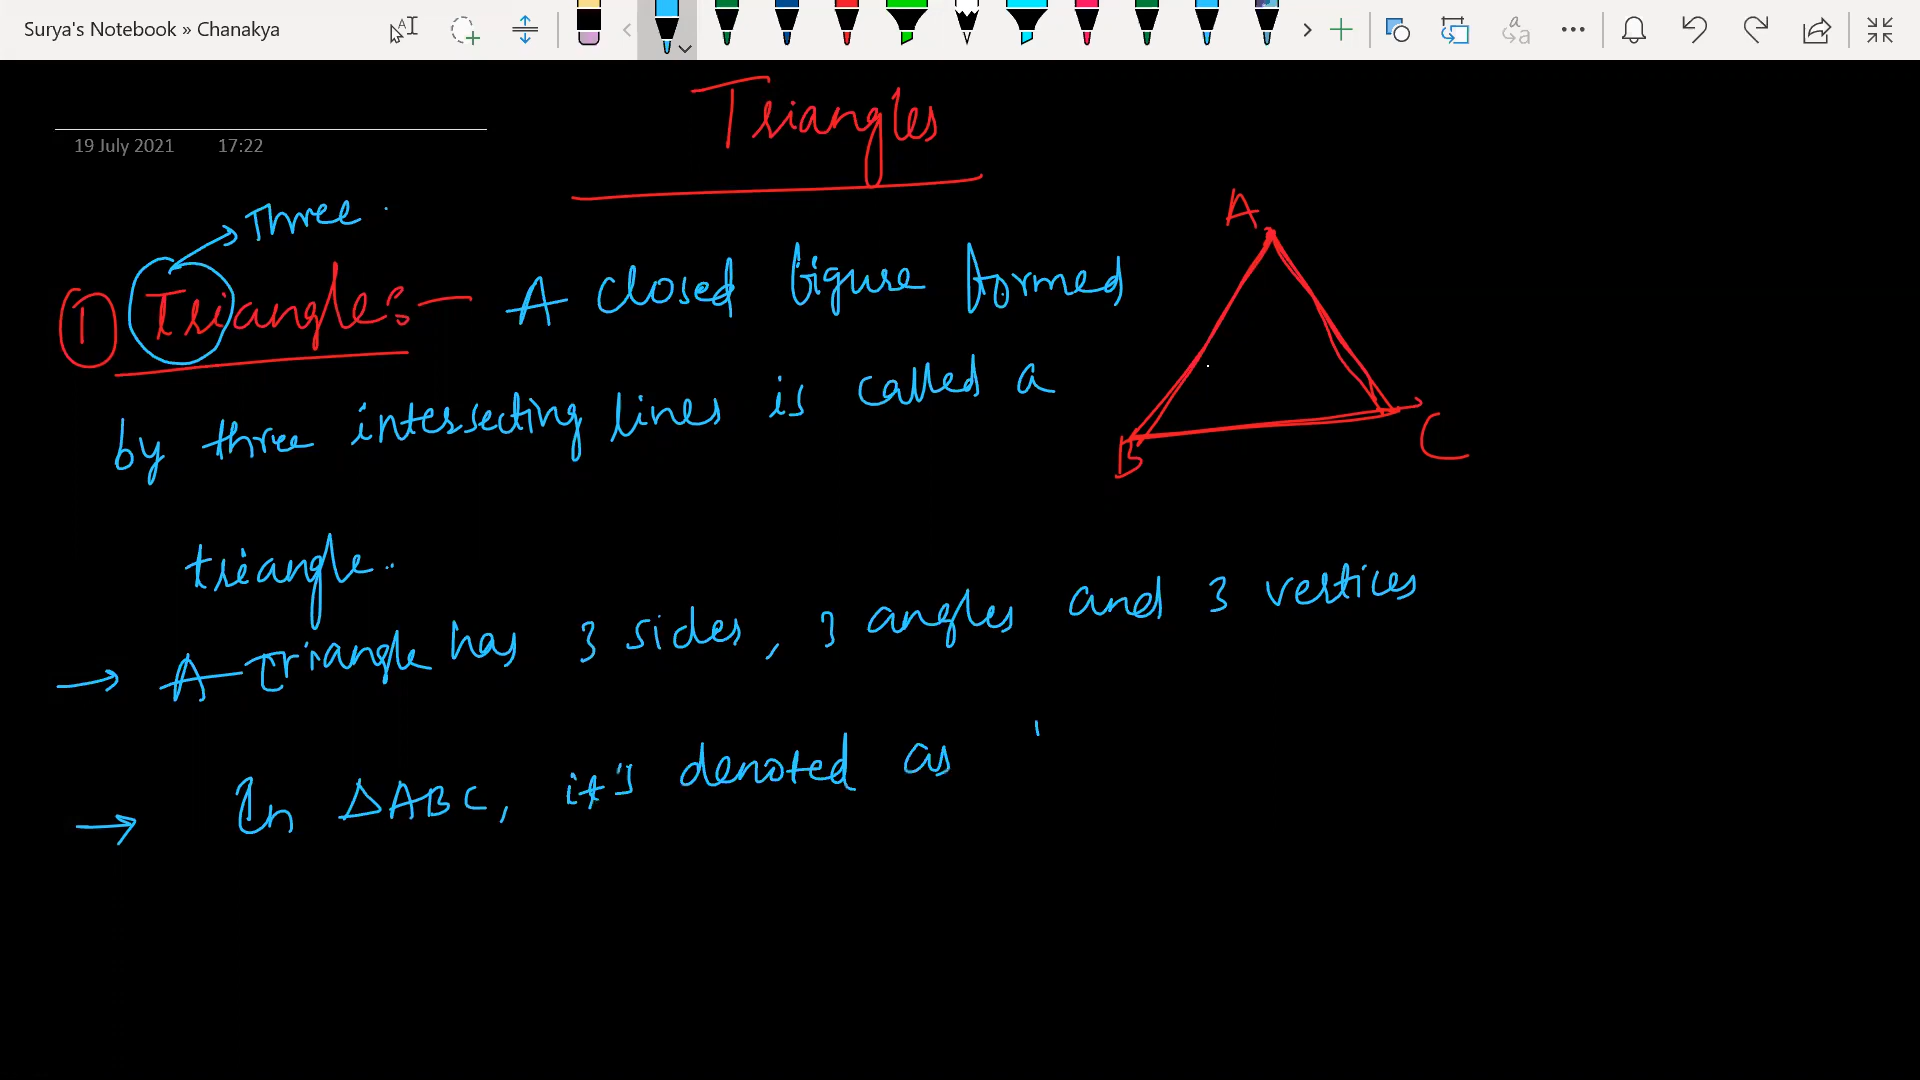 Surya's Notebook » Chanakya
Triangles
19 July 2021 17:22
Three.
① Triangles — A closed figure formed
by three intersecting lines is called a
triangle.
A
B
C
→ A Triangle has 3 sides, 3 angles and 3 vertices
→ In △ABC, it's denoted as '